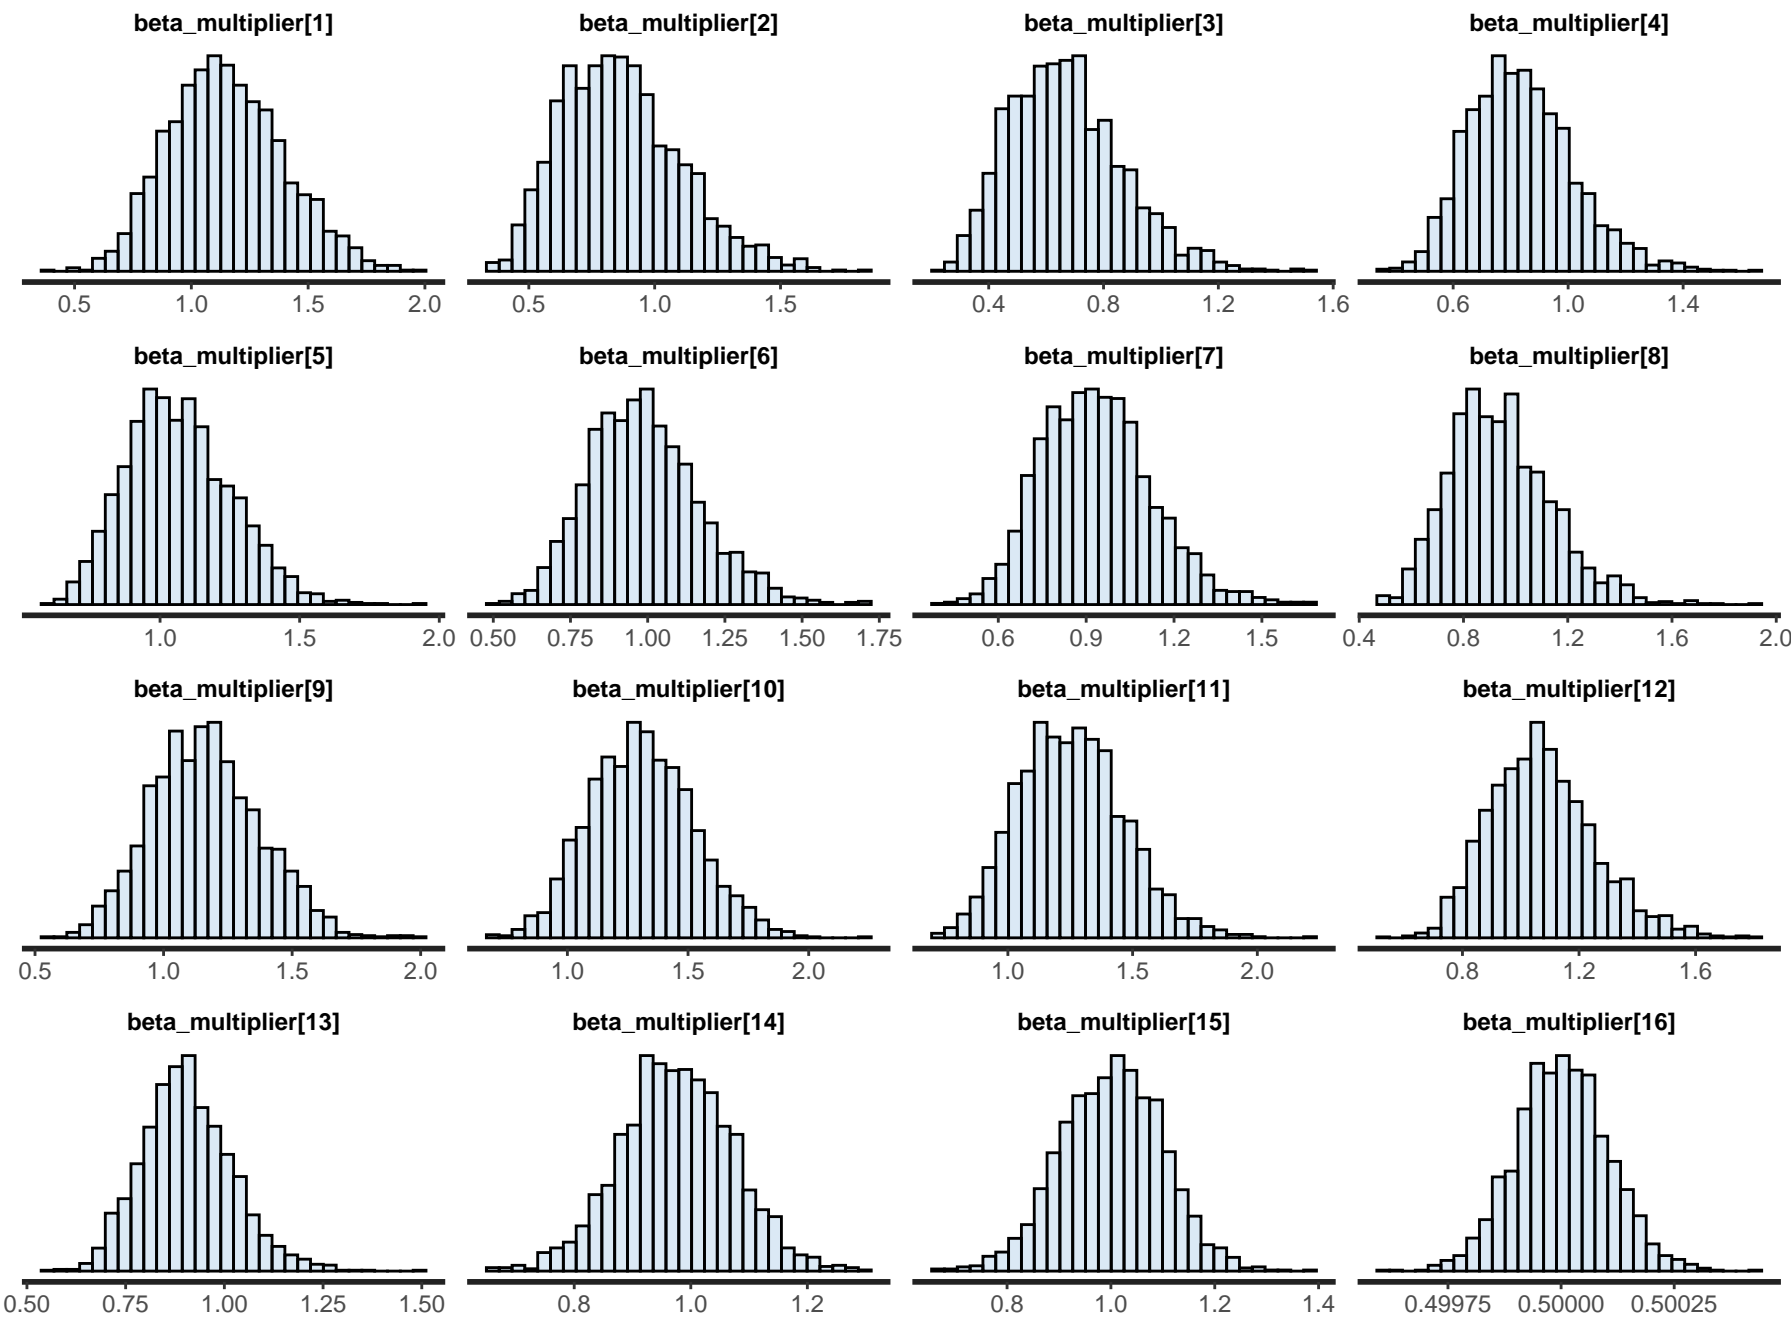 beta_multiplier[1] beta_multiplier[2] beta_multiplier[3] beta_multiplier[4]
0.5 1.0 1.5 2.0 0.5 1.0 1.5 0.4 0.8 1.2 1.6 0.6 1.0 1.4
beta_multiplier[5] beta_multiplier[6] beta_multiplier[7] beta_multiplier[8]
1.0 1.5 2.0 0.50 0.75 1.00 1.25 1.50 1.75 0.6 0.9 1.2 1.5 0.4 0.8 1.2 1.6 2.0
beta_multiplier[9] beta_multiplier[10] beta_multiplier[11] beta_multiplier[12]
0.5 1.0 1.5 2.0 1.0 1.5 2.0 1.0 1.5 2.0 0.8 1.2 1.6
beta_multiplier[13] beta_multiplier[14] beta_multiplier[15] beta_multiplier[16]
0.50 0.75 1.00 1.25 1.50 0.8 1.0 1.2 0.8 1.0 1.2 1.4 0.49975 0.50000 0.50025